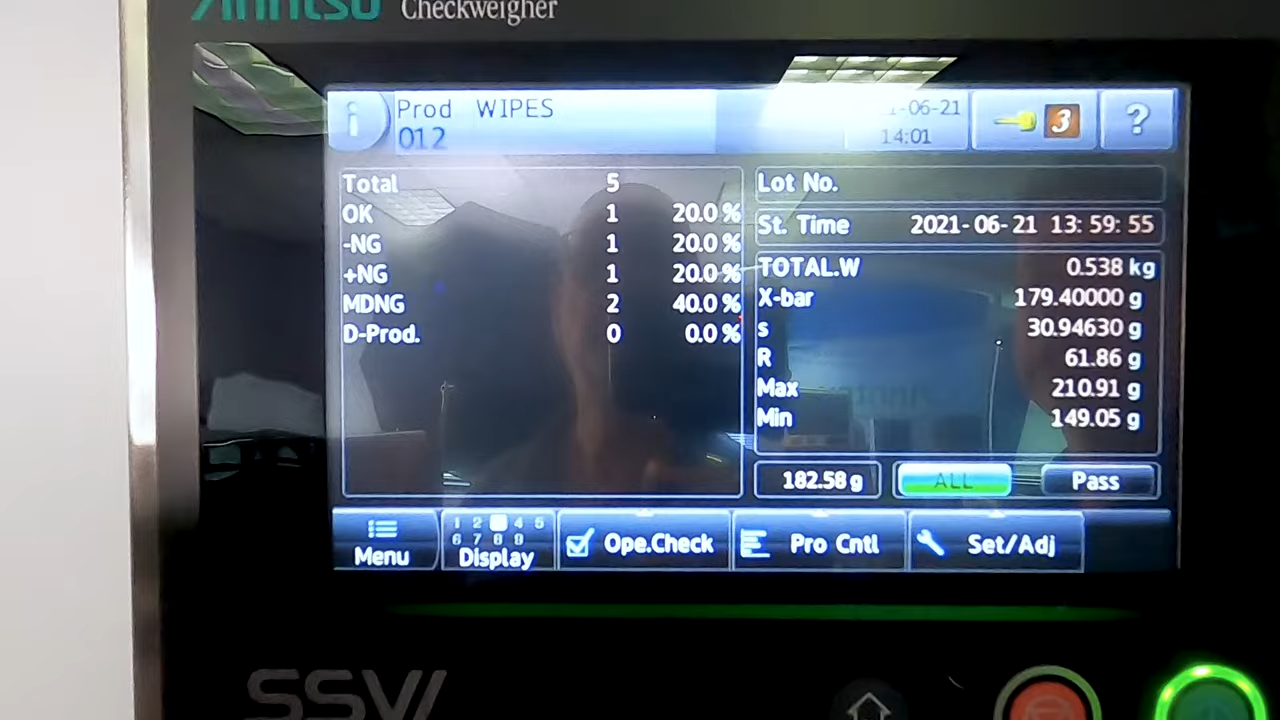 Anritsu Checkweigher
Prod WIPES
012
-06-21
14:01
3
?
Total 5
OK 1 20.0 %
-NG 1 20.0 %
+NG 1 20.0 %
MDNG 2 40.0 %
D-Prod. 0 0.0 %
Lot No.
St. Time 2021-06-21 13:59:55
TOTAL.W 0.538 kg
X-bar 179.40000 g
s 30.94630 g
R 61.86 g
Max 210.91 g
Min 149.05 g
182.58 g
ALL
Pass
Menu
1 2 4 5
6 7 8 9
Display
Ope.Check
Pro Cntl
Set/Adj
SSV